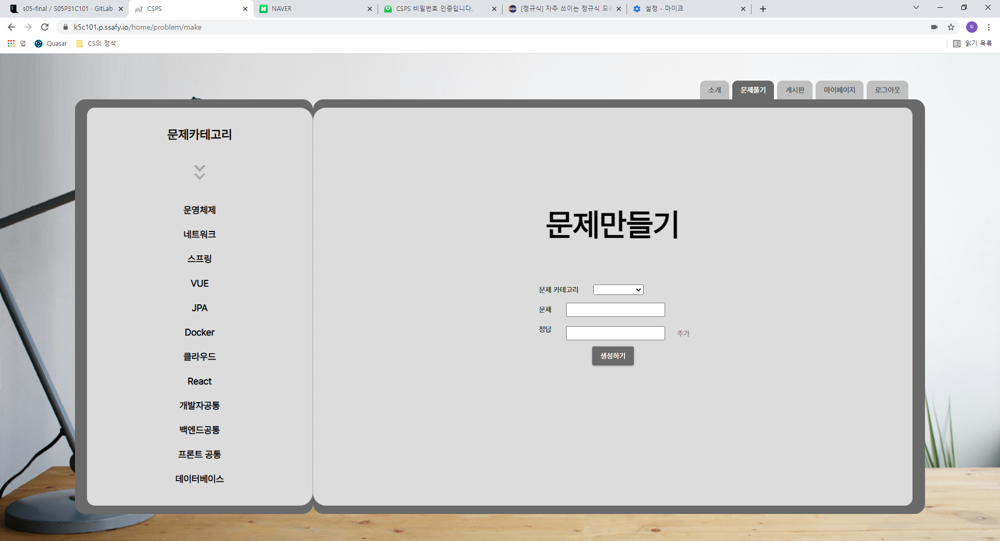 s05-final / S05P31C101 · GitLab
CSPS
NAVER
CSPS 비밀번호 인증입니다.
[정규식] 자주 쓰이는 정규식 모음
설정 - 마이크
k5c101.p.ssafy.io/home/problem/make
두
앱
Quasar
CS의 정석
읽기 목록
소개
문제풀기
게시판
마이페이지
로그아웃
문제카테고리
운영체제
네트워크
스프링
VUE
JPA
Docker
클라우드
React
개발자공통
백엔드공통
프론트 공통
데이터베이스
문제만들기
문제 카테고리
문제
정답
추가
생성하기